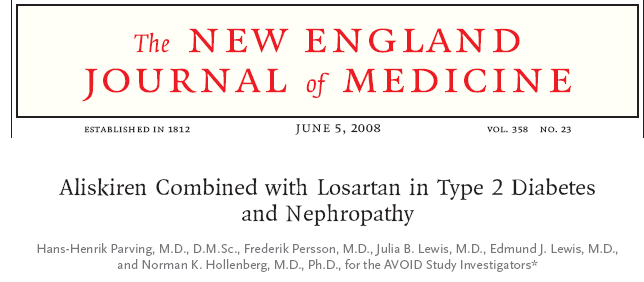 The NEW ENGLAND
JOURNAL of MEDICINE
ESTABLISHED IN 1812
JUNE 5, 2008
VOL. 358 NO. 23
Aliskiren Combined with Losartan in Type 2 Diabetes
and Nephropathy
Hans-Henrik Parving, M.D., D.M.Sc., Frederik Persson, M.D., Julia B. Lewis, M.D., Edmund J. Lewis, M.D.,
and Norman K. Hollenberg, M.D., Ph.D., for the AVOID Study Investigators*